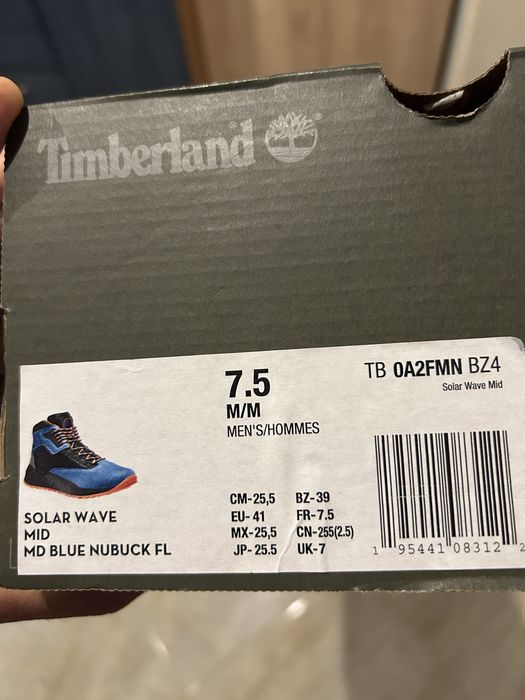 Timberland
7.5
M/M
MEN'S/HOMMES
TB 0A2FMN BZ4
Solar Wave Mid
SOLAR WAVE
MID
MD BLUE NUBUCK FL
CM-25,5 BZ-39
EU- 41 FR-7.5
MX-25,5 CN-255(2.5)
JP-25.5 UK-7
1 95441 08312 2